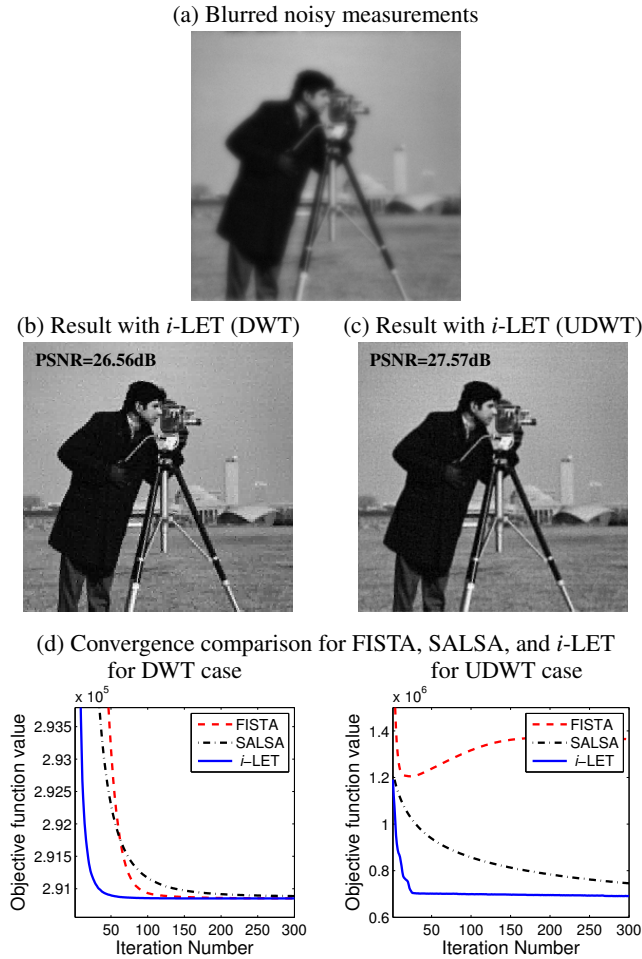 (a) Blurred noisy measurements
(b) Result with i-LET (DWT)
(c) Result with i-LET (UDWT)
PSNR=26.56dB
PSNR=27.57dB
(d) Convergence comparison for FISTA, SALSA, and i-LET
for DWT case
for UDWT case
x 10^5
2.935
2.93
2.925
2.92
2.915
2.91
Objective function value
FISTA
SALSA
i–LET
50 100 150 200 250 300
Iteration Number
x 10^6
1.4
1.2
1
0.8
0.6
Objective function value
FISTA
SALSA
i–LET
50 100 150 200 250 300
Iteration Number